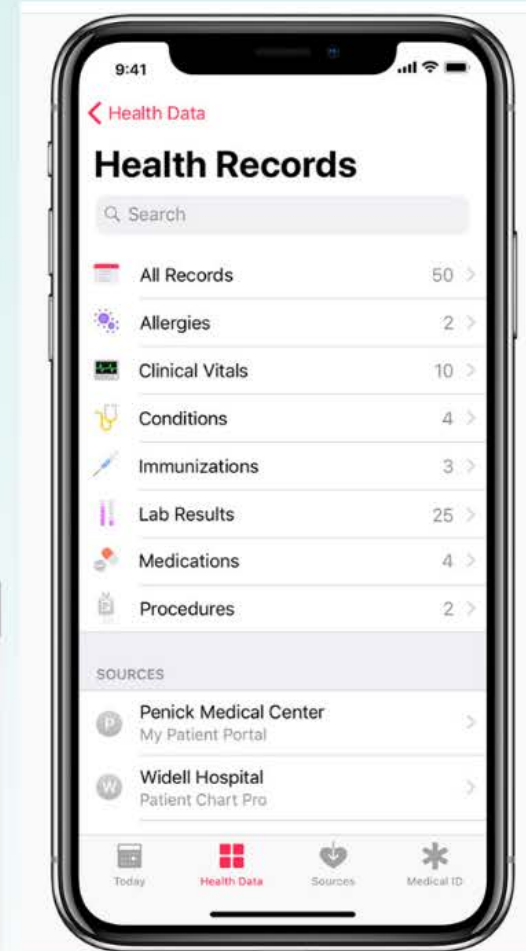 9:41
Health Data
Health Records
Search
All Records 50
Allergies 2
Clinical Vitals 10
Conditions 4
Immunizations 3
Lab Results 25
Medications 4
Procedures 2
SOURCES
P Penick Medical Center
My Patient Portal
W Widell Hospital
Patient Chart Pro
Today Health Data Sources Medical ID